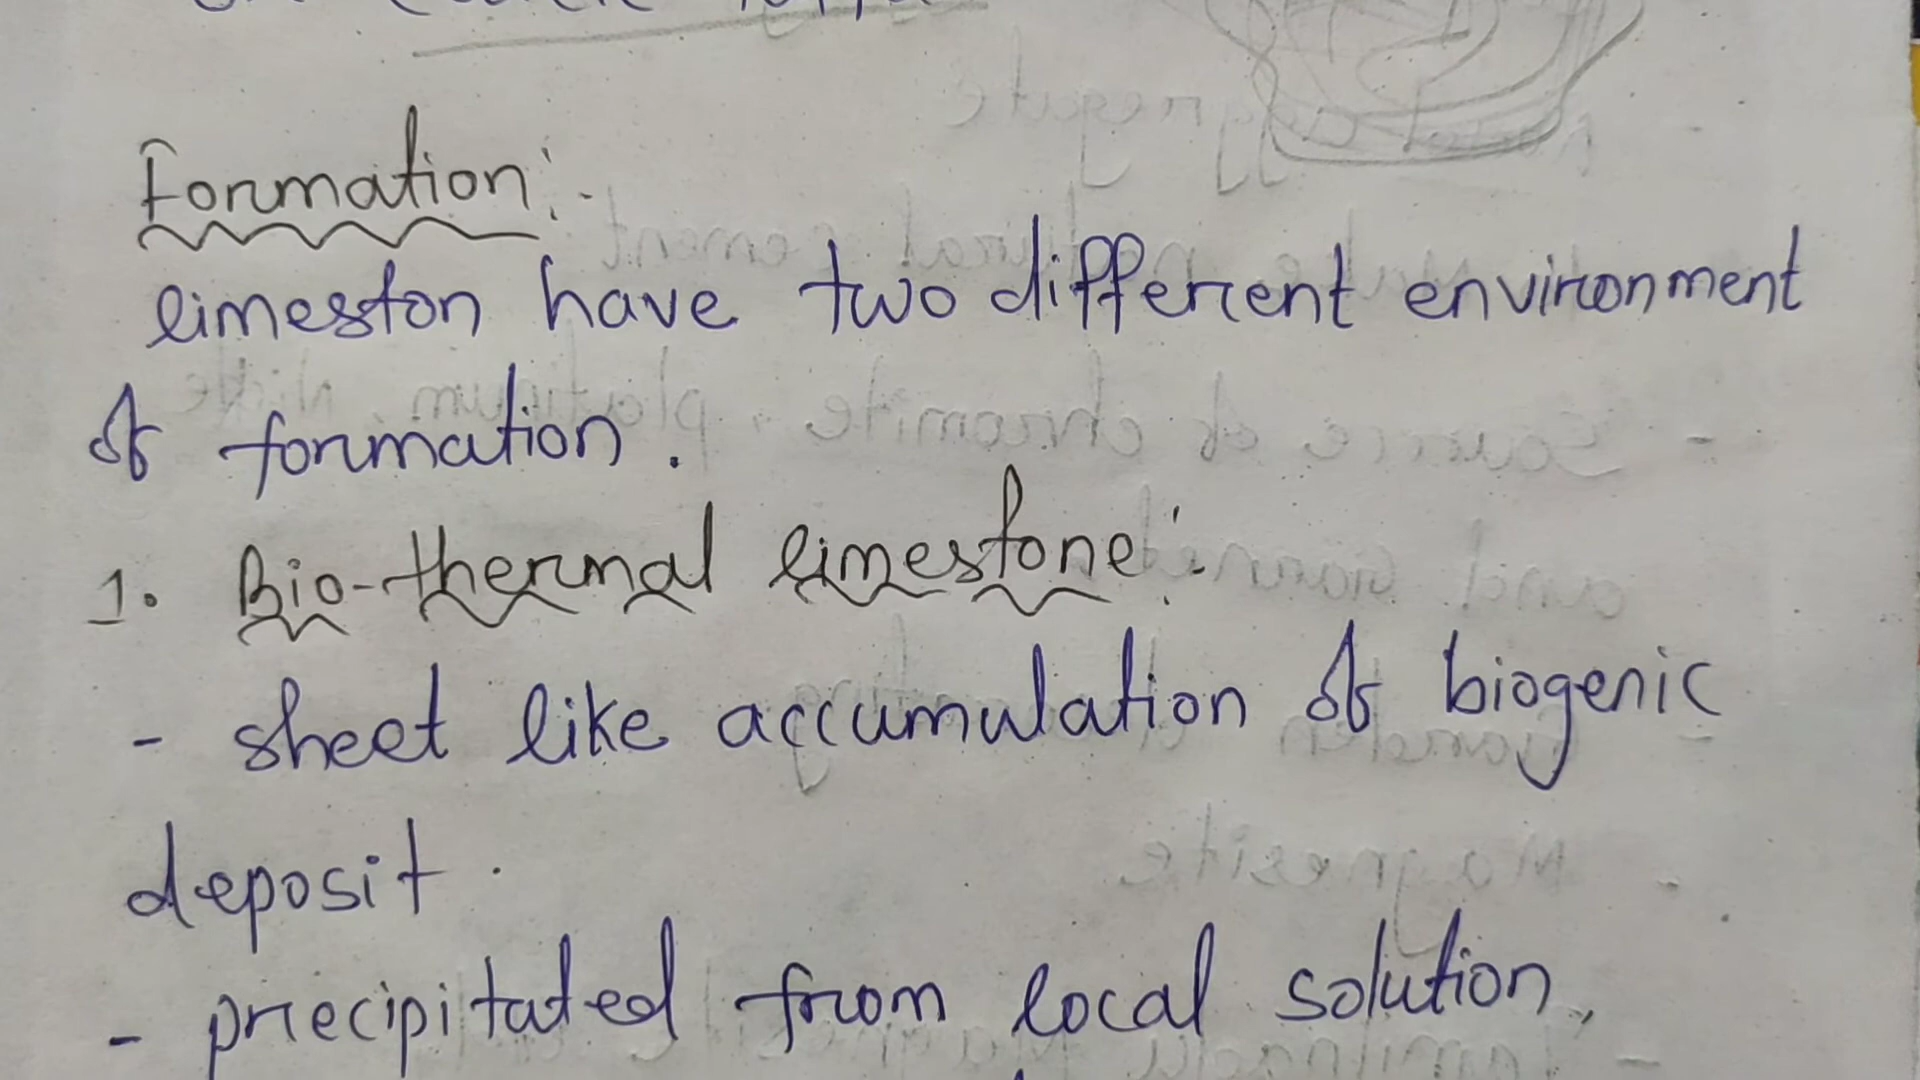 Formation:-
limeston have two different environment
of formation.
1. Bio-thermal limestone:
- sheet like accumulation of biogenic
deposit.
- precipitated from local solution,